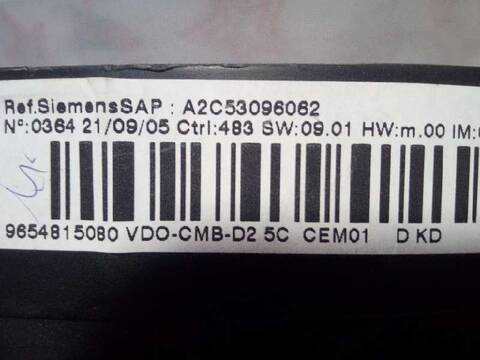 Ref.SiemensSAP : A2C53096062
N°:0364 21/09/05 Ctrl:483 SW:09.01 HW:m.00 IM:
9654815080 VDO-CMB-D2 5C CEM01 D KD